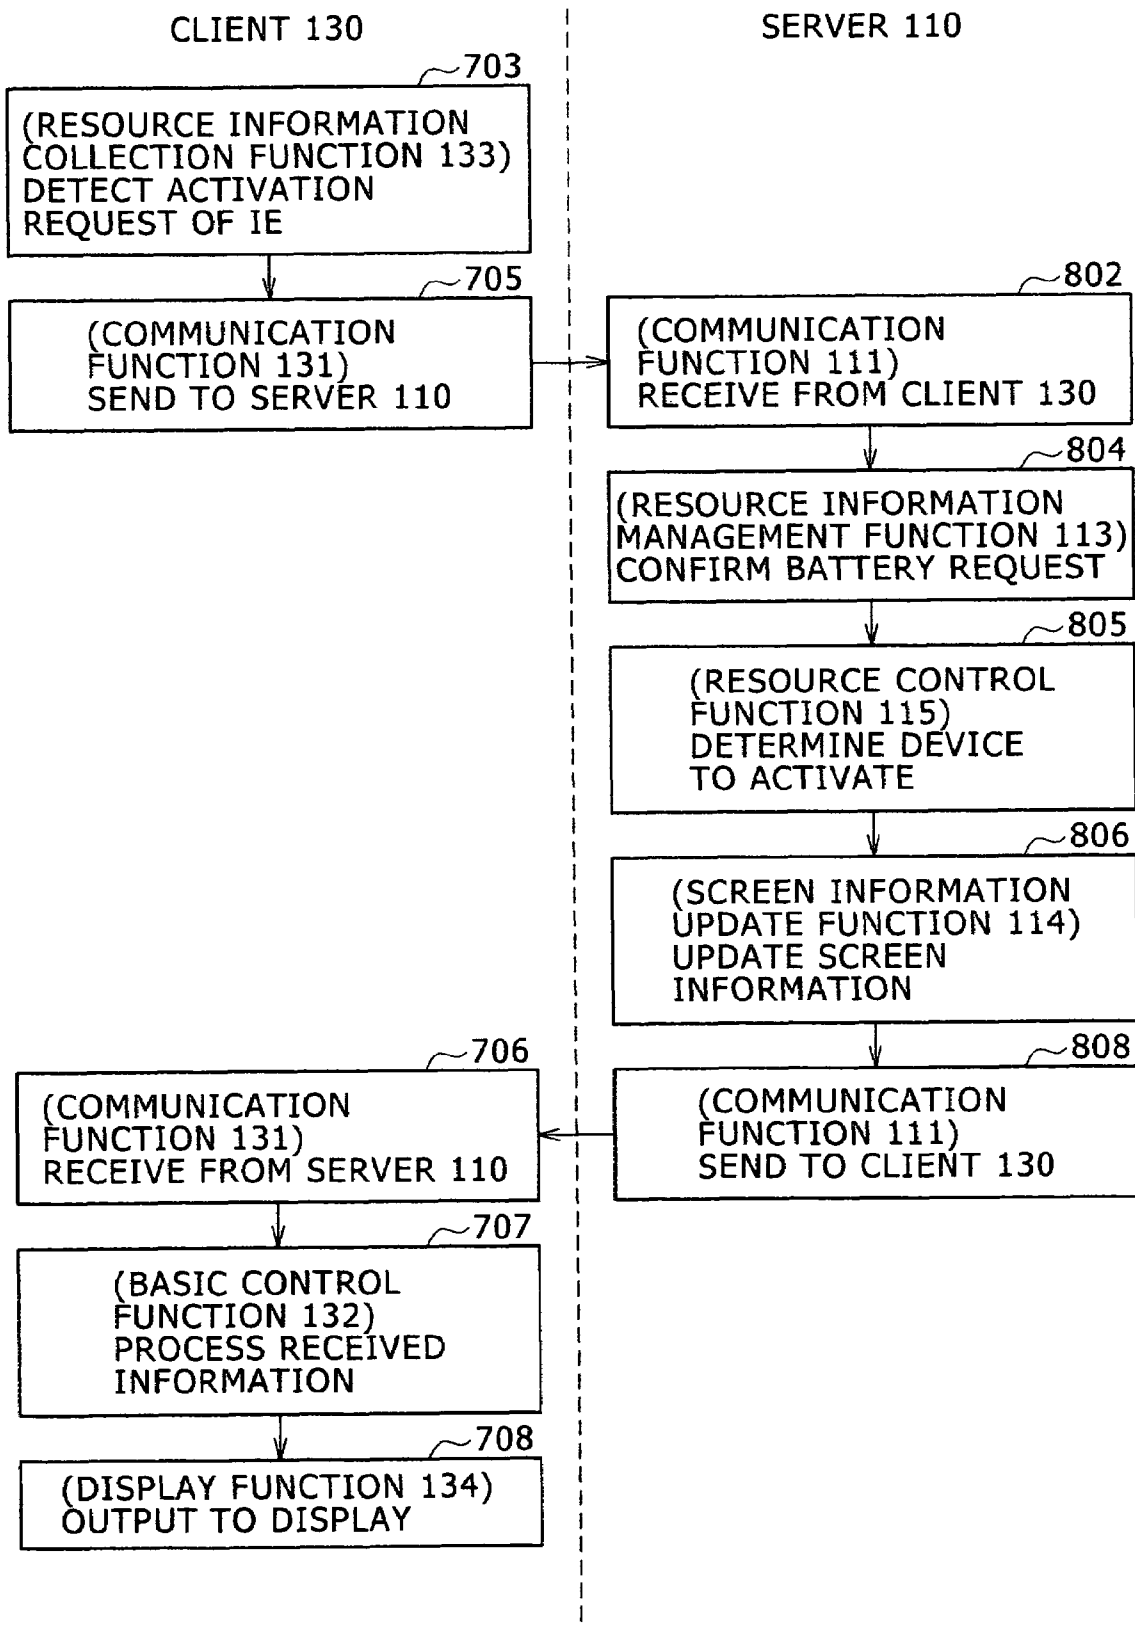 CLIENT 130
SERVER 110
703
(RESOURCE INFORMATION
COLLECTION FUNCTION 133)
DETECT ACTIVATION
REQUEST OF IE
705
(COMMUNICATION
FUNCTION 131)
SEND TO SERVER 110
802
(COMMUNICATION
FUNCTION 111)
RECEIVE FROM CLIENT 130
804
(RESOURCE INFORMATION
MANAGEMENT FUNCTION 113)
CONFIRM BATTERY REQUEST
805
(RESOURCE CONTROL
FUNCTION 115)
DETERMINE DEVICE
TO ACTIVATE
806
(SCREEN INFORMATION
UPDATE FUNCTION 114)
UPDATE SCREEN
INFORMATION
808
(COMMUNICATION
FUNCTION 111)
SEND TO CLIENT 130
706
(COMMUNICATION
FUNCTION 131)
RECEIVE FROM SERVER 110
707
(BASIC CONTROL
FUNCTION 132)
PROCESS RECEIVED
INFORMATION
708
(DISPLAY FUNCTION 134)
OUTPUT TO DISPLAY